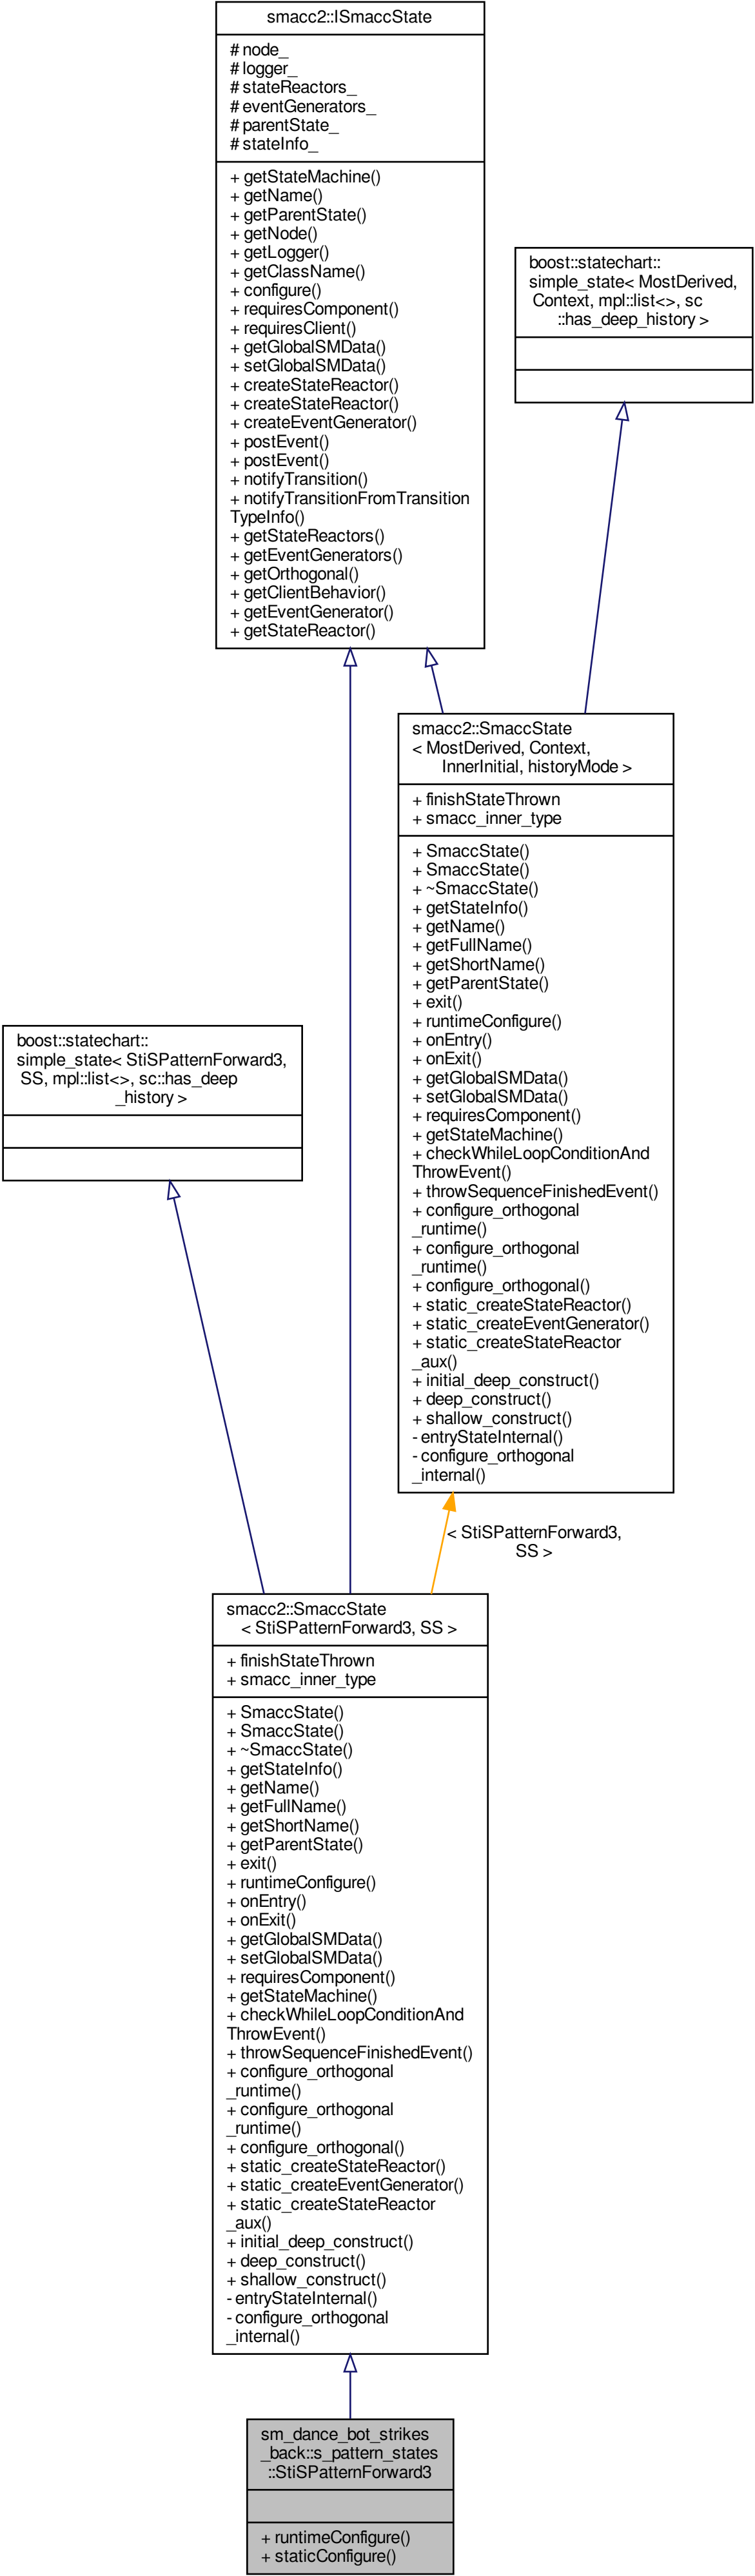 smacc2::ISmaccState
# node_
# logger_
# stateReactors_
# eventGenerators_
# parentState_
# stateInfo_
+ getStateMachine()
+ getName()
+ getParentState()
+ getNode()
+ getLogger()
+ getClassName()
+ configure()
+ requiresComponent()
+ requiresClient()
+ getGlobalSMData()
+ setGlobalSMData()
+ createStateReactor()
+ createStateReactor()
+ createEventGenerator()
+ postEvent()
+ postEvent()
+ notifyTransition()
+ notifyTransitionFromTransition
TypeInfo()
+ getStateReactors()
+ getEventGenerators()
+ getOrthogonal()
+ getClientBehavior()
+ getEventGenerator()
+ getStateReactor()
boost::statechart::
simple_state< MostDerived,
Context, mpl::list<>, sc
::has_deep_history >
smacc2::SmaccState
< MostDerived, Context,
InnerInitial, historyMode >
+ finishStateThrown
+ smacc_inner_type
+ SmaccState()
+ SmaccState()
+ ~SmaccState()
+ getStateInfo()
+ getName()
+ getFullName()
+ getShortName()
+ getParentState()
+ exit()
+ runtimeConfigure()
+ onEntry()
+ onExit()
+ getGlobalSMData()
+ setGlobalSMData()
+ requiresComponent()
+ getStateMachine()
+ checkWhileLoopConditionAnd
ThrowEvent()
+ throwSequenceFinishedEvent()
+ configure_orthogonal
_runtime()
+ configure_orthogonal
_runtime()
+ configure_orthogonal()
+ static_createStateReactor()
+ static_createEventGenerator()
+ static_createStateReactor
_aux()
+ initial_deep_construct()
+ deep_construct()
+ shallow_construct()
- entryStateInternal()
- configure_orthogonal
_internal()
boost::statechart::
simple_state< StiSPatternForward3,
SS, mpl::list<>, sc::has_deep
_history >
< StiSPatternForward3,
SS >
smacc2::SmaccState
< StiSPatternForward3, SS >
+ finishStateThrown
+ smacc_inner_type
+ SmaccState()
+ SmaccState()
+ ~SmaccState()
+ getStateInfo()
+ getName()
+ getFullName()
+ getShortName()
+ getParentState()
+ exit()
+ runtimeConfigure()
+ onEntry()
+ onExit()
+ getGlobalSMData()
+ setGlobalSMData()
+ requiresComponent()
+ getStateMachine()
+ checkWhileLoopConditionAnd
ThrowEvent()
+ throwSequenceFinishedEvent()
+ configure_orthogonal
_runtime()
+ configure_orthogonal
_runtime()
+ configure_orthogonal()
+ static_createStateReactor()
+ static_createEventGenerator()
+ static_createStateReactor
_aux()
+ initial_deep_construct()
+ deep_construct()
+ shallow_construct()
- entryStateInternal()
- configure_orthogonal
_internal()
sm_dance_bot_strikes
_back::s_pattern_states
::StiSPatternForward3
+ runtimeConfigure()
+ staticConfigure()